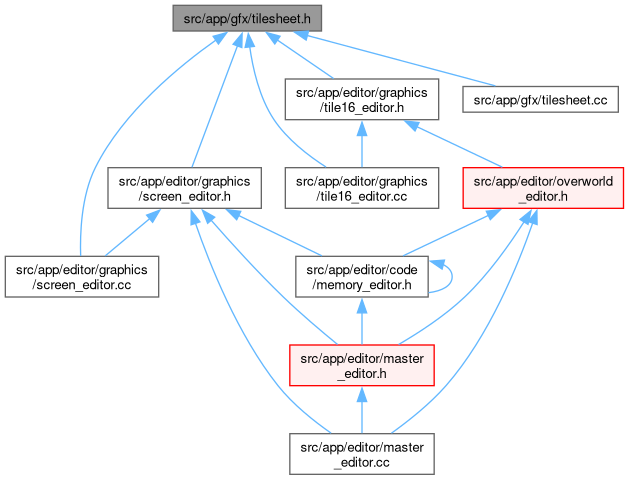 src/app/gfx/tilesheet.h
src/app/editor/graphics
/tile16_editor.h
src/app/gfx/tilesheet.cc
src/app/editor/graphics
/screen_editor.h
src/app/editor/graphics
/tile16_editor.cc
src/app/editor/overworld
_editor.h
src/app/editor/graphics
/screen_editor.cc
src/app/editor/code
/memory_editor.h
src/app/editor/master
_editor.h
src/app/editor/master
_editor.cc